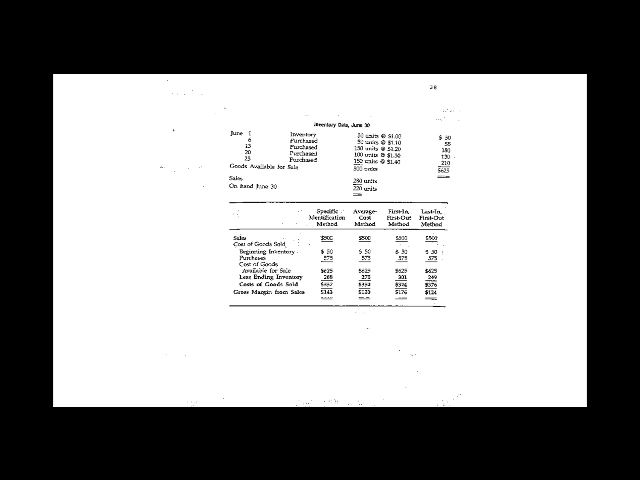 28
Inventory Data, June 30
June 1 Inventory 50 units @ $1.00 $ 50
6 Purchased 50 units @ $1.10 55
13 Purchased 150 units @ $1.20 180
20 Purchased 100 units @ $1.30 130
25 Purchased 150 units @ $1.40 210
Goods Available for Sale 500 units $625
Sales 280 units
On hand June 30 220 units
Specific Average- First-In, Last-In,
Identification Cost First-Out First-Out
Method Method Method Method
Sales $500 $500 $500 $500
Cost of Goods Sold
Beginning Inventory $ 50 $ 50 $ 50 $ 50
Purchases 575 575 575 575
Cost of Goods
Available for Sale $625 $625 $625 $625
Less Ending Inventory 268 275 301 249
Costs of Goods Sold $324 $376
Gross Margin from Sales $143 $176 $124